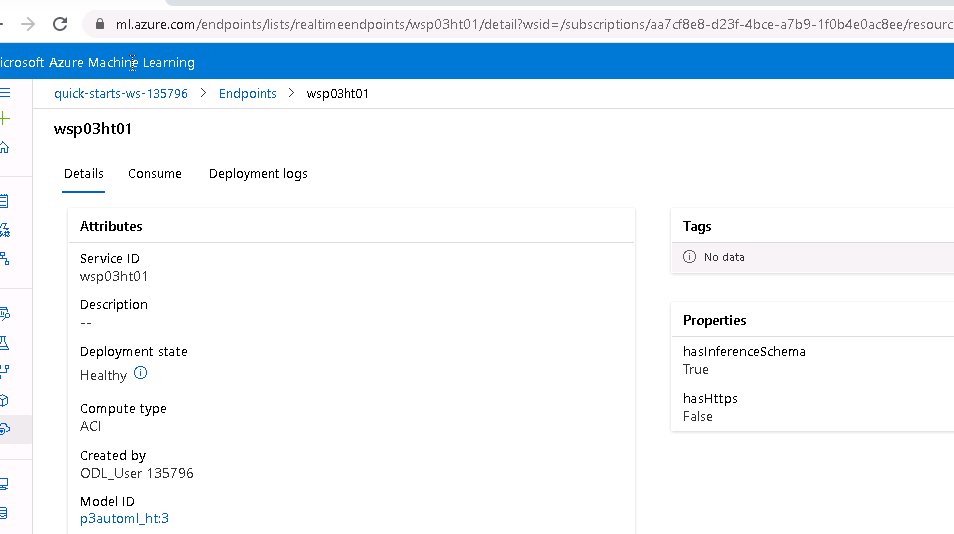 ml.azure.com/endpoints/lists/realtimeendpoints/wsp03ht01/detail?wsid=/subscriptions/aa7cf8e8-d23f-4bce-a7b9-1f0b4e0ac8ee/resourc
icrosoft Azure Machine Learning
quick-starts-ws-135796 > Endpoints > wsp03ht01
wsp03ht01
Details Consume Deployment logs
Attributes
Service ID
wsp03ht01
Description
--
Deployment state
Healthy
Compute type
ACI
Created by
ODL_User 135796
Model ID
p3automl_ht:3
Tags
No data
Properties
hasInferenceSchema
True
hasHttps
False